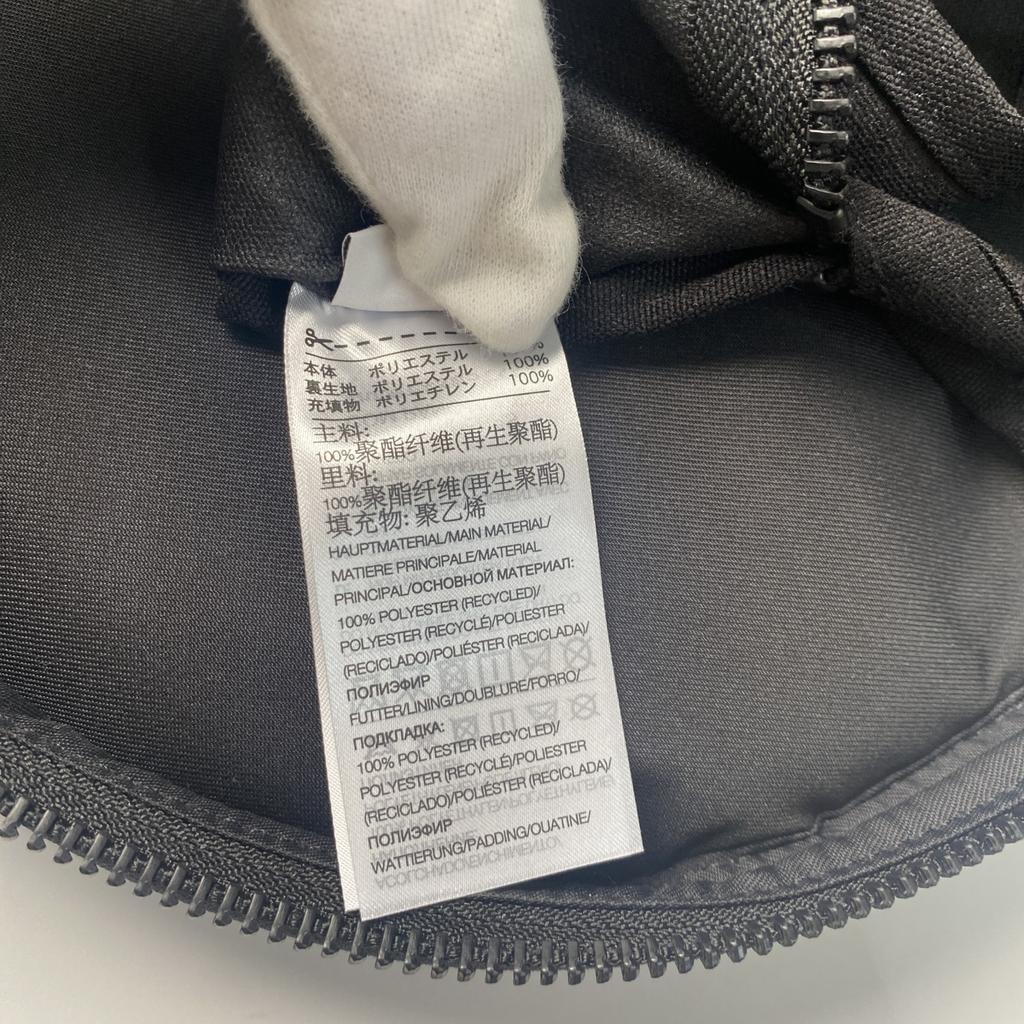 本体 ポリエステル
裏生地 ポリエステル 100%
充填物 ポリエチレン 100%
主料:
100%聚酯纤维(再生聚酯)
里料:
100%聚酯纤维(再生聚酯)
填充物: 聚乙烯
HAUPTMATERIAL/MAIN MATERIAL/
MATIERE PRINCIPALE/MATERIAL
PRINCIPAL/ОСНОВНОЙ МАТЕРИАЛ:
100% POLYESTER (RECYCLED)/
POLYESTER (RECYCLÉ)/POLIESTER
(RECICLADO)/POLIÉSTER (RECICLADA)/
ПОЛИЭФИР
FUTTER/LINING/DOUBLURE/FORRO/
ПОДКЛАДКА:
100% POLYESTER (RECYCLED)/
POLYESTER (RECYCLÉ)/POLIESTER
(RECICLADO)/POLIÉSTER (RECICLADA)/
ПОЛИЭФИР
WATTIERUNG/PADDING/OUATINE/